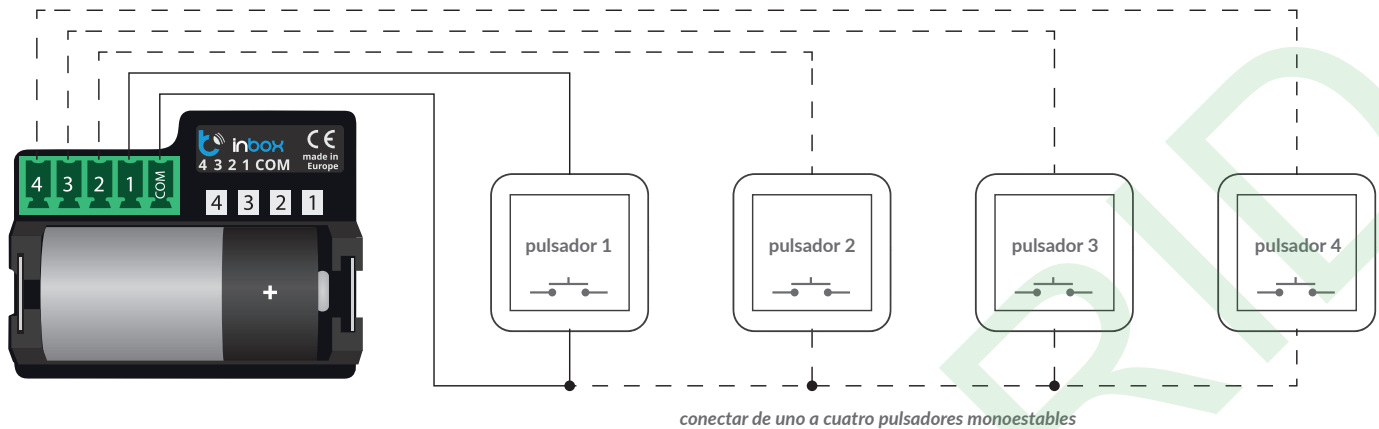 inbox
CE
made in
Europe
4 3 2 1 COM
4 3 2 1 COM
4 3 2 1
+
pulsador 1
pulsador 2
pulsador 3
pulsador 4
conectar de uno a cuatro pulsadores monoestables